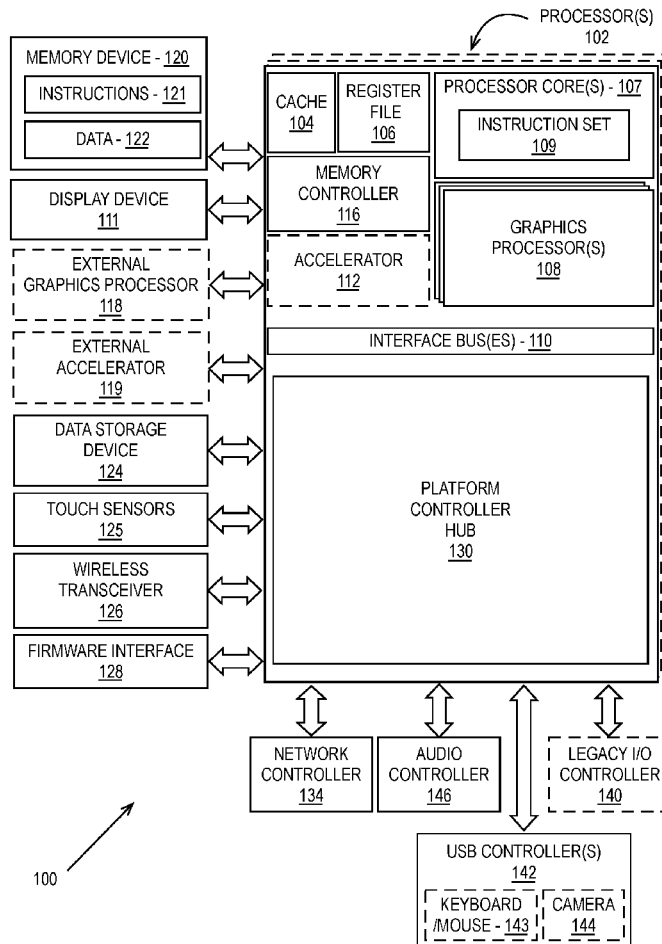 PROCESSOR(S)
102
MEMORY DEVICE - 120
INSTRUCTIONS - 121
DATA - 122
DISPLAY DEVICE
111
EXTERNAL
GRAPHICS PROCESSOR
118
EXTERNAL
ACCELERATOR
119
DATA STORAGE
DEVICE
124
TOUCH SENSORS
125
WIRELESS
TRANSCEIVER
126
FIRMWARE INTERFACE
128
CACHE
104
REGISTER
FILE
106
PROCESSOR CORE(S) - 107
INSTRUCTION SET
109
MEMORY
CONTROLLER
116
ACCELERATOR
112
GRAPHICS
PROCESSOR(S)
108
INTERFACE BUS(ES) - 110
PLATFORM
CONTROLLER
HUB
130
NETWORK
CONTROLLER
134
AUDIO
CONTROLLER
146
LEGACY I/O
CONTROLLER
140
USB CONTROLLER(S)
142
KEYBOARD
/MOUSE - 143
CAMERA
144
100